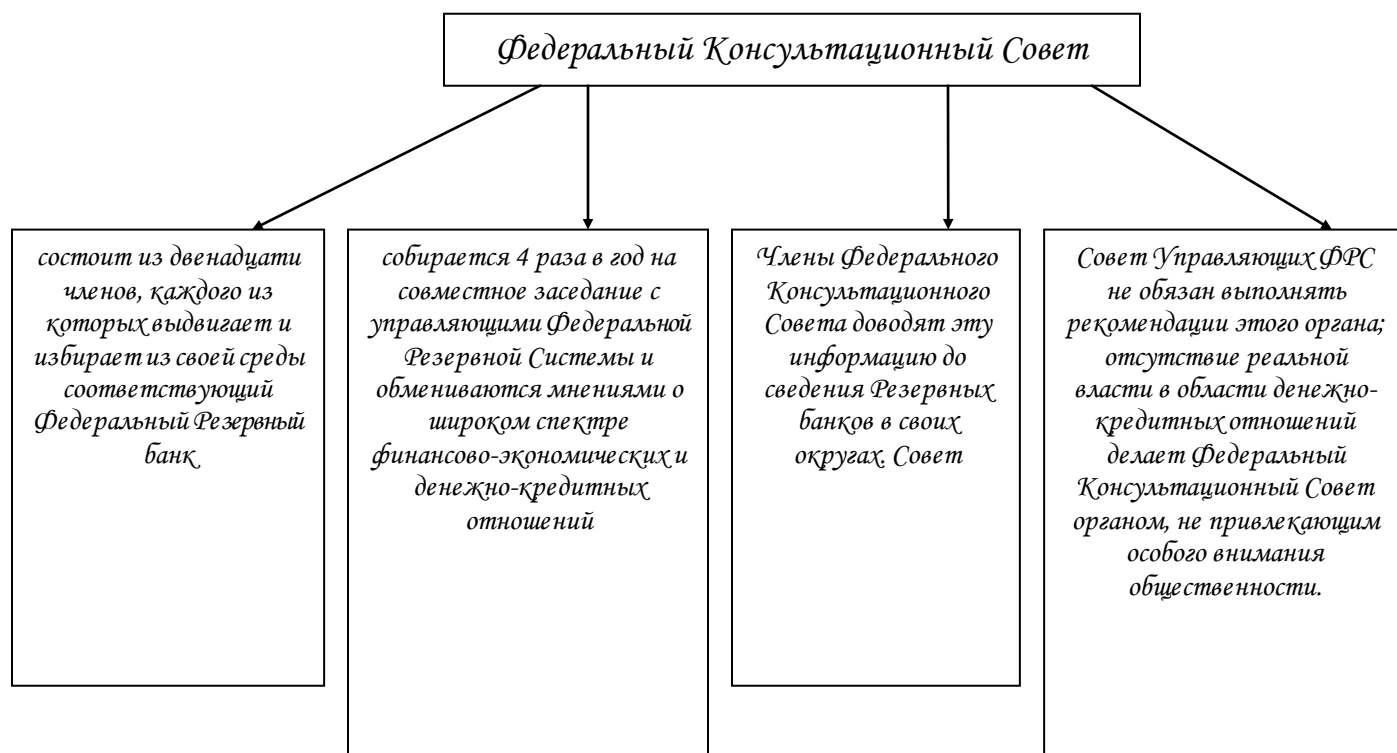 Федеральный Консультационный Совет
состоит из двенадцати
членов, каждого из
которых выдвигает и
избирает из своей среды
соответствующий
Федеральный Резервный
банк
собирается 4 раза в год на
совместное заседание с
управляющими Федеральной
Резервной Системы и
обмениваются мнениями о
широком спектре
финансово-экономических и
денежно-кредитных
отношений
Члены Федерального
Консультационного
Совета доводят эту
информацию до
сведения Резервных
банков в своих
округах. Совет
Совет Управляющих ФРС
не обязан выполнять
рекомендации этого органа;
отсутствие реальной
власти в области денежно-
кредитных отношений
делает Федеральный
Консультационный Совет
органом, не привлекающим
особого внимания
общественности.